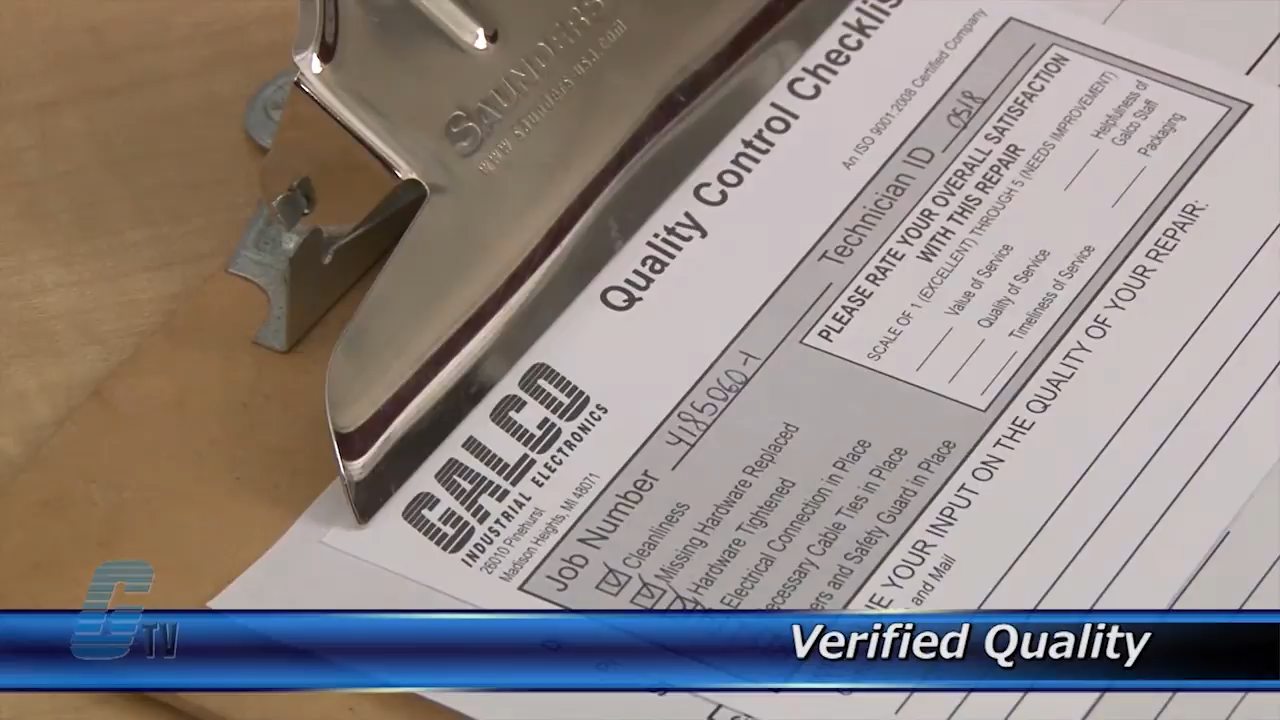 SAUNDERS
www.saunders-usa.com
Quality Control Checklist
An ISO 9001:2008 Certified Company
GALCO
INDUSTRIAL ELECTRONICS
26010 Pinehurst
Madison Heights, MI 48071
Job Number 4185060-1 Technician ID 0518
Cleanliness
Missing Hardware Replaced
Hardware Tightened
Electrical Connection in Place
Cable Ties in Place
and Safety Guard in Place
PLEASE RATE YOUR OVERALL SATISFACTION
WITH THIS REPAIR
SCALE OF 1 (EXCELLENT) THROUGH 5 (NEEDS IMPROVEMENT)
Value of Service
Quality of Service
Timeliness of Service
Helpfulness of
Galco Staff
Packaging
YOUR INPUT ON THE QUALITY OF YOUR REPAIR:
and Mail
GTV
Verified Quality